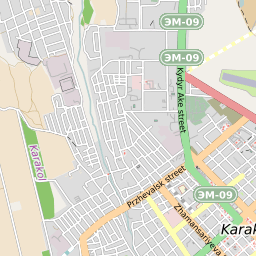 ЭМ-09
ЭМ-09
Kydyr Ake street
Karakol
Przhevalsk street
ЭМ-09
Zhamansariyeva
Karak